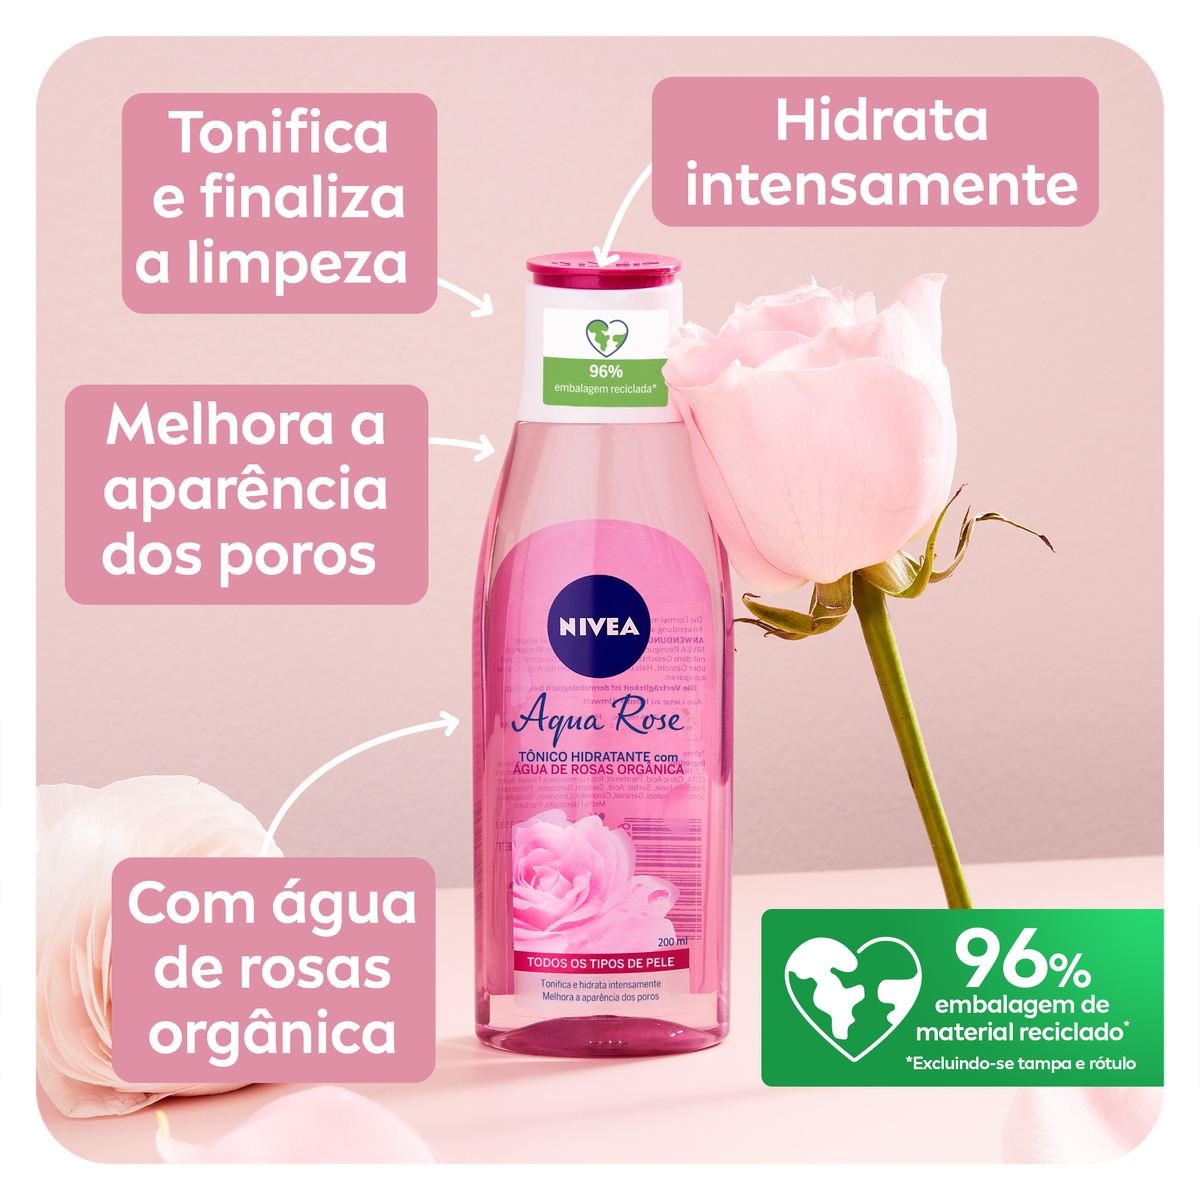 Tonifica
e finaliza
a limpeza
Hidrata
intensamente
96%
embalagem reciclada*
Melhora a
aparência
dos poros
NIVEA
Aqua Rose
TÔNICO HIDRATANTE com
ÁGUA DE ROSAS ORGÂNICA
200 ml
TODOS OS TIPOS DE PELE
Tonifica e hidrata intensamente
Melhora a aparência dos poros
Com água
de rosas
orgânica
96%
embalagem de
material reciclado*
*Excluindo-se tampa e rótulo